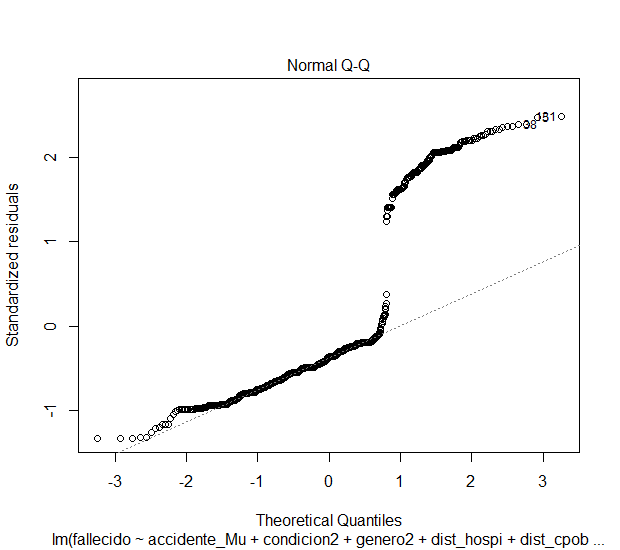 Normal Q-Q
Standardized residuals
2
1
0
-1
-3
-2
-1
0
1
2
3
Theoretical Quantiles
lm(fallecido ~ accidente_Mu + condicion2 + genero2 + dist_hospi + dist_cpob ...